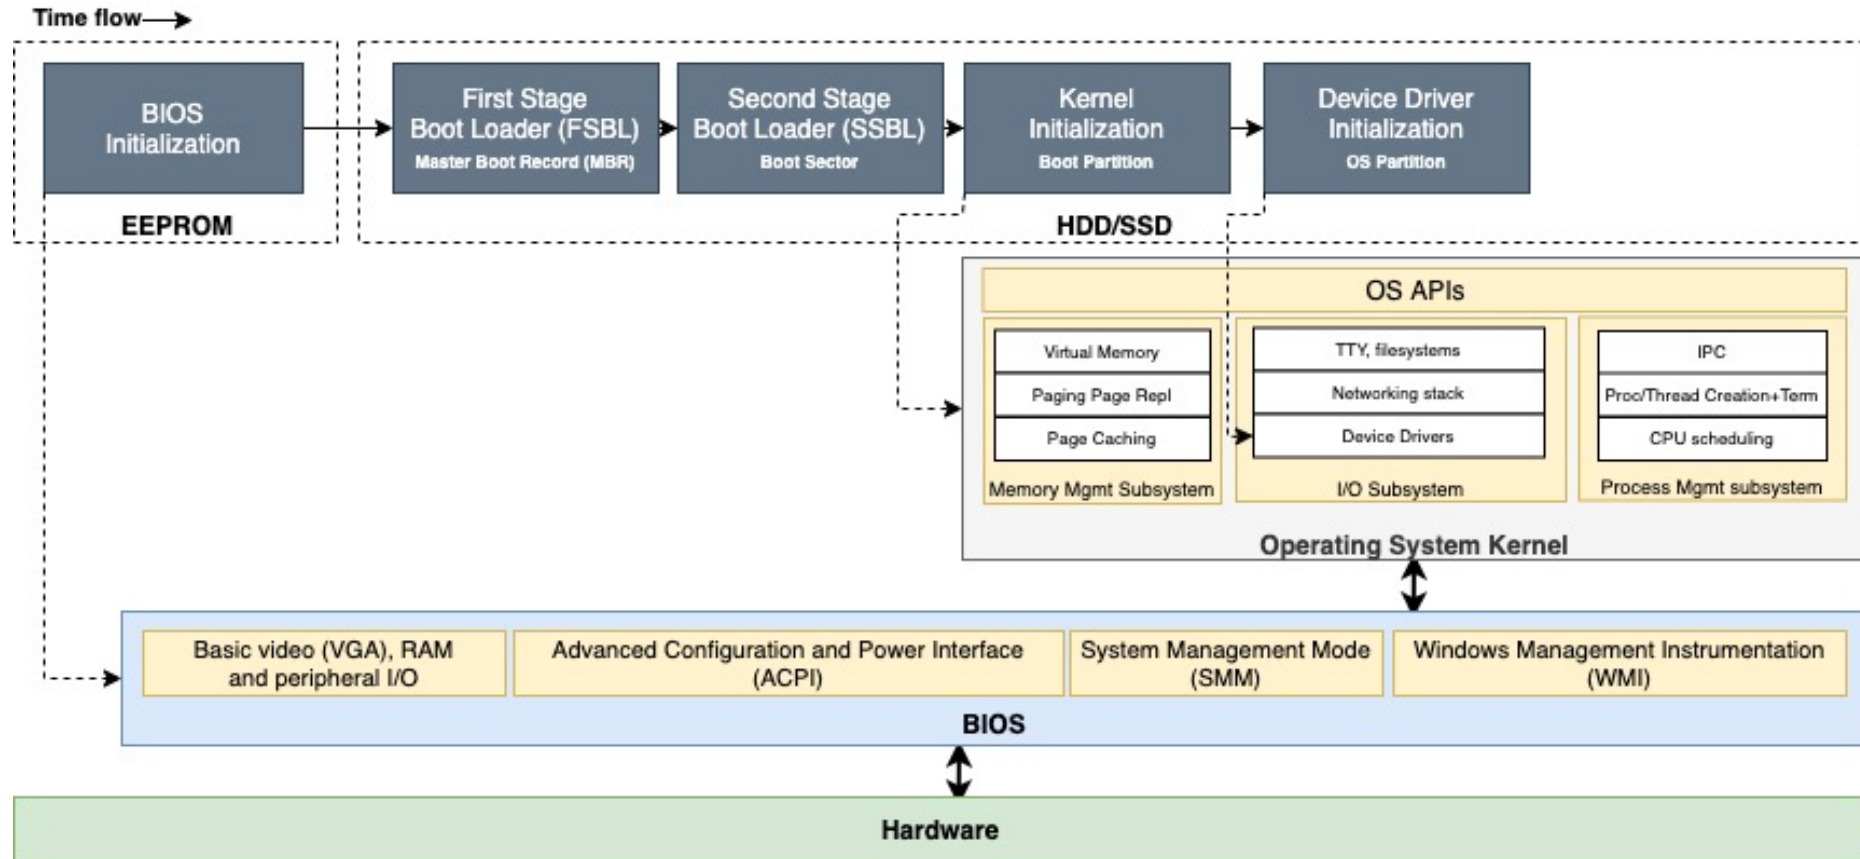 Time flow
BIOS
Initialization
First Stage
Boot Loader (FSBL)
Master Boot Record (MBR)
Second Stage
Boot Loader (SSBL)
Boot Sector
Kernel
Initialization
Boot Partition
Device Driver
Initialization
OS Partition
EEPROM
HDD/SSD
OS APIs
Virtual Memory
Paging Page Repl
Page Caching
Memory Mgmt Subsystem
TTY, filesystems
Networking stack
Device Drivers
I/O Subsystem
IPC
Proc/Thread Creation+Term
CPU scheduling
Process Mgmt subsystem
Operating System Kernel
Basic video (VGA), RAM
and peripheral I/O
Advanced Configuration and Power Interface
(ACPI)
System Management Mode
(SMM)
Windows Management Instrumentation
(WMI)
BIOS
Hardware